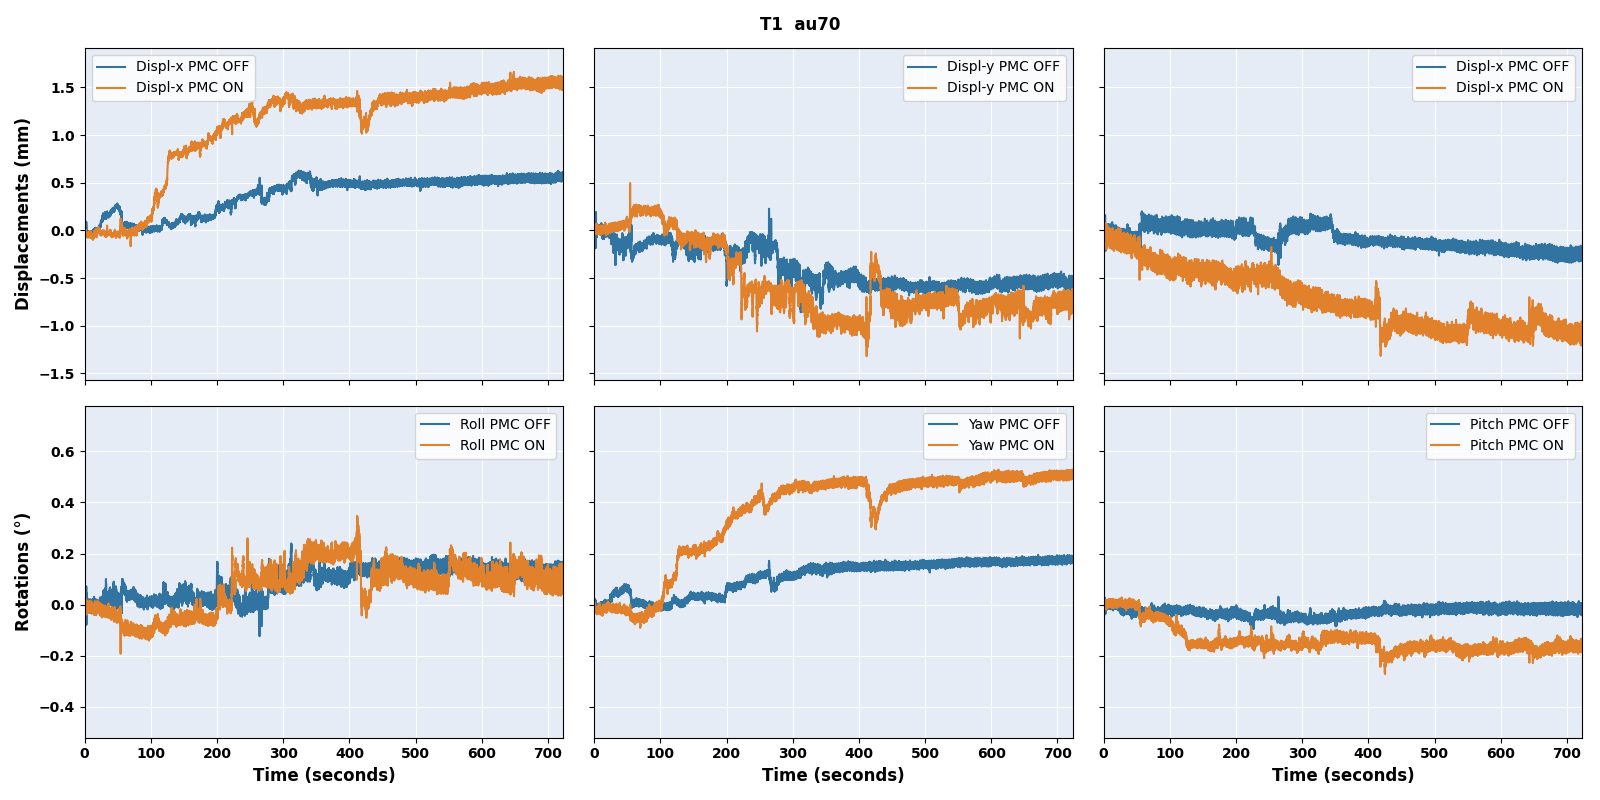 T1 au70
Displacements (mm)
1.5
1.0
0.5
0.0
−0.5
−1.0
−1.5
Displ-x PMC OFF
Displ-x PMC ON
Displ-y PMC OFF
Displ-y PMC ON
Displ-x PMC OFF
Displ-x PMC ON
Rotations (°)
0.6
0.4
0.2
0.0
−0.2
−0.4
Roll PMC OFF
Roll PMC ON
Yaw PMC OFF
Yaw PMC ON
Pitch PMC OFF
Pitch PMC ON
0 100 200 300 400 500 600 700
0 100 200 300 400 500 600 700
0 100 200 300 400 500 600 700
Time (seconds)
Time (seconds)
Time (seconds)